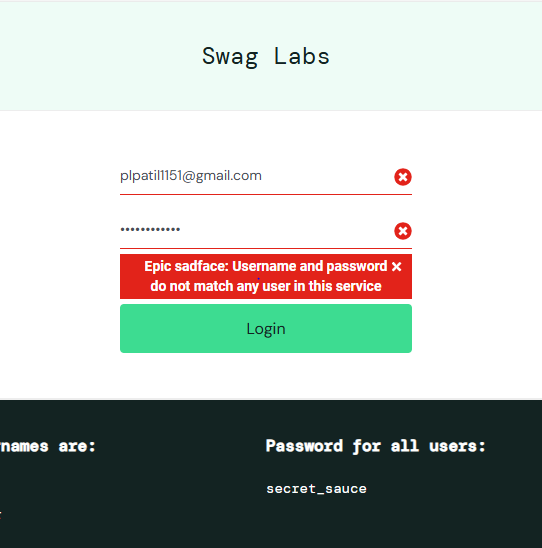 Swag Labs
plpatil1151@gmail.com
••••••••••••
Epic sadface: Username and password
do not match any user in this service
Login
names are:
Password for all users:
secret_sauce